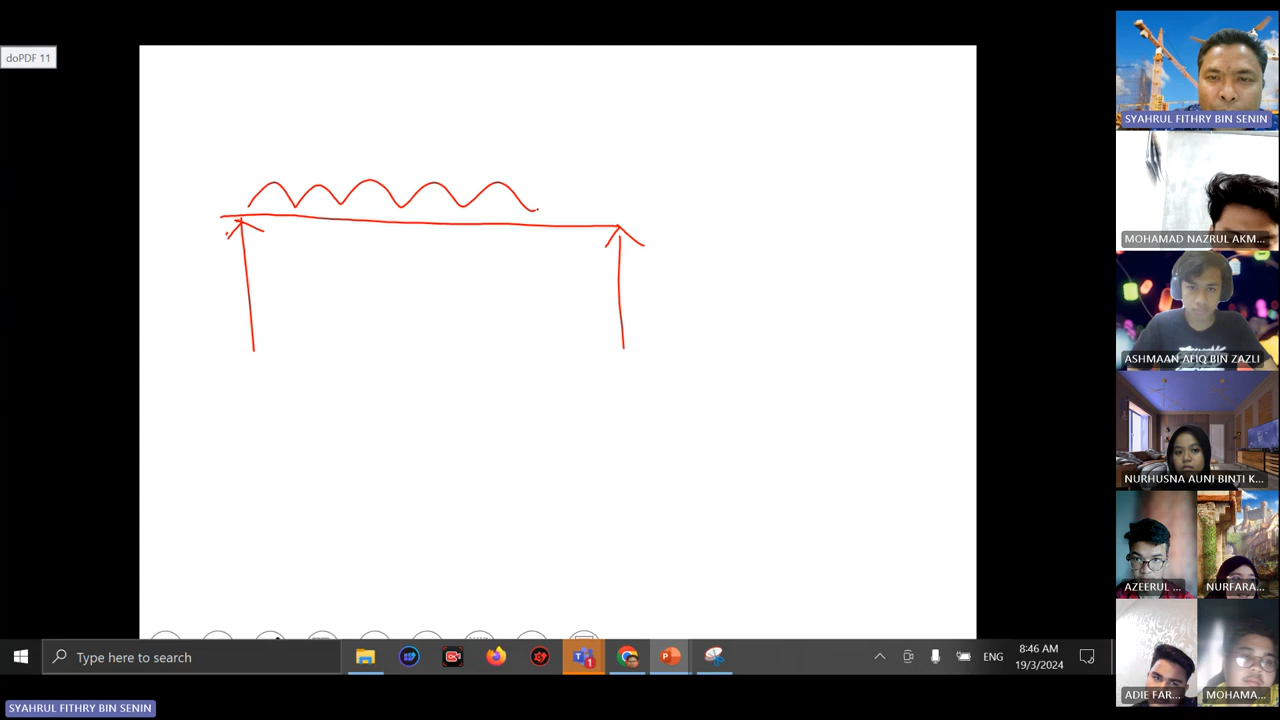 doPDF 11
SYAHRUL FITHRY BIN SENIN
MOHAMAD NAZRUL AKM...
ASHMAAN AFIQ BIN ZAZLI
NURHUSNA AUNI BINTI K...
AZEERUL ...
NURFARA...
ADIE FAR...
MOHAMA...
Type here to search
1
ENG
8:46 AM
19/3/2024
SYAHRUL FITHRY BIN SENIN